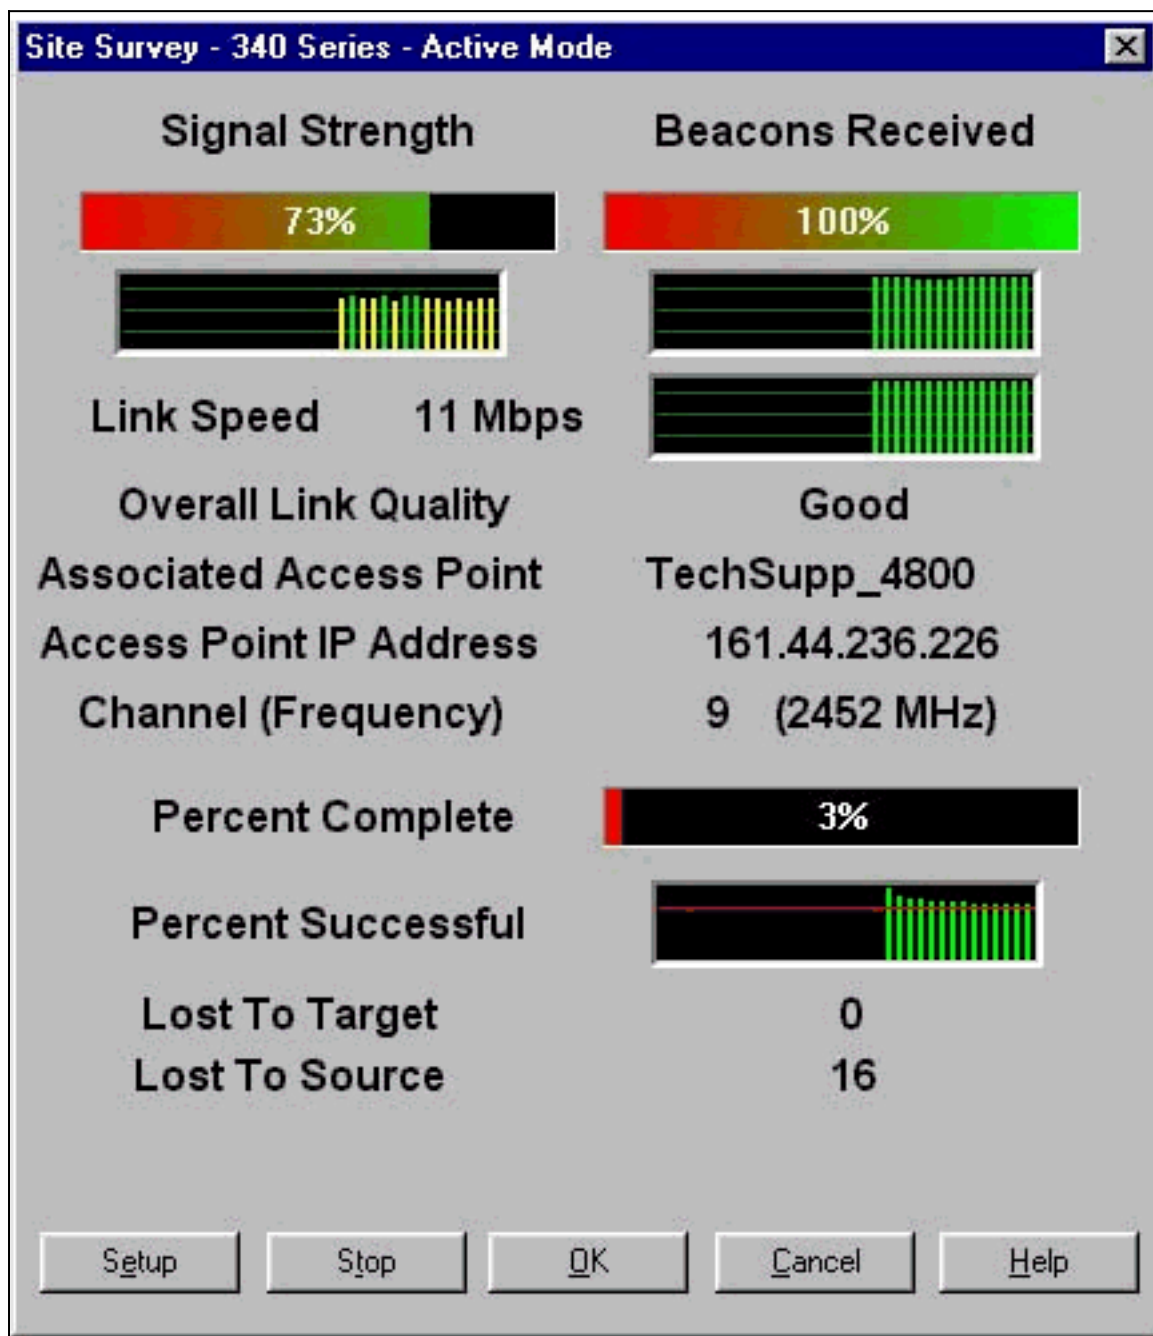 Site Survey - 340 Series - Active Mode
Signal Strength Beacons Received
73% 100%
Link Speed 11 Mbps
Overall Link Quality Good
Associated Access Point TechSupp_4800
Access Point IP Address 161.44.236.226
Channel (Frequency) 9 (2452 MHz)
Percent Complete 3%
Percent Successful
Lost To Target 0
Lost To Source 16
Setup Stop OK Cancel Help